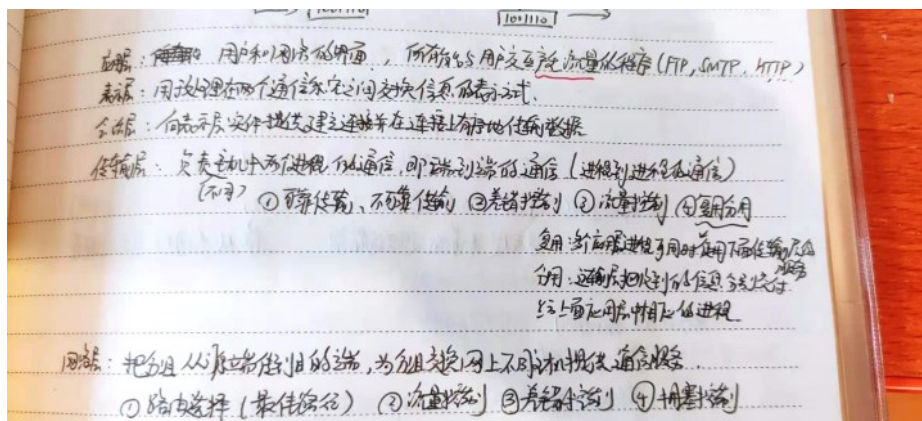 101110
应用层: 用户和网络的界面, 所有能与用户交互产生流量的程序(FTP, SMTP, HTTP)
表示层: 用于处理在两个通信系统之间交换信息的表示方式.
会话层: 向表示层实体提供建立连接并在连接上有序地传输数据
传输层: 负责主机中两个进程的通信, 即端到端的通信(进程到进程的通信)
(不同) ①可靠传输、不可靠传输 ②差错控制 ③流量控制 ④复用分用
复用: 多个应用层进程可同时使用下面传输层的服务
分用: 运输层把收到的信息分别交付
给上面应用层中相应的进程.
网络层: 把分组从源端传到目的端, 为分组交换网上不同主机提供通信服务.
①路由选择(最佳路径) ②流量控制 ③差错控制 ④拥塞控制